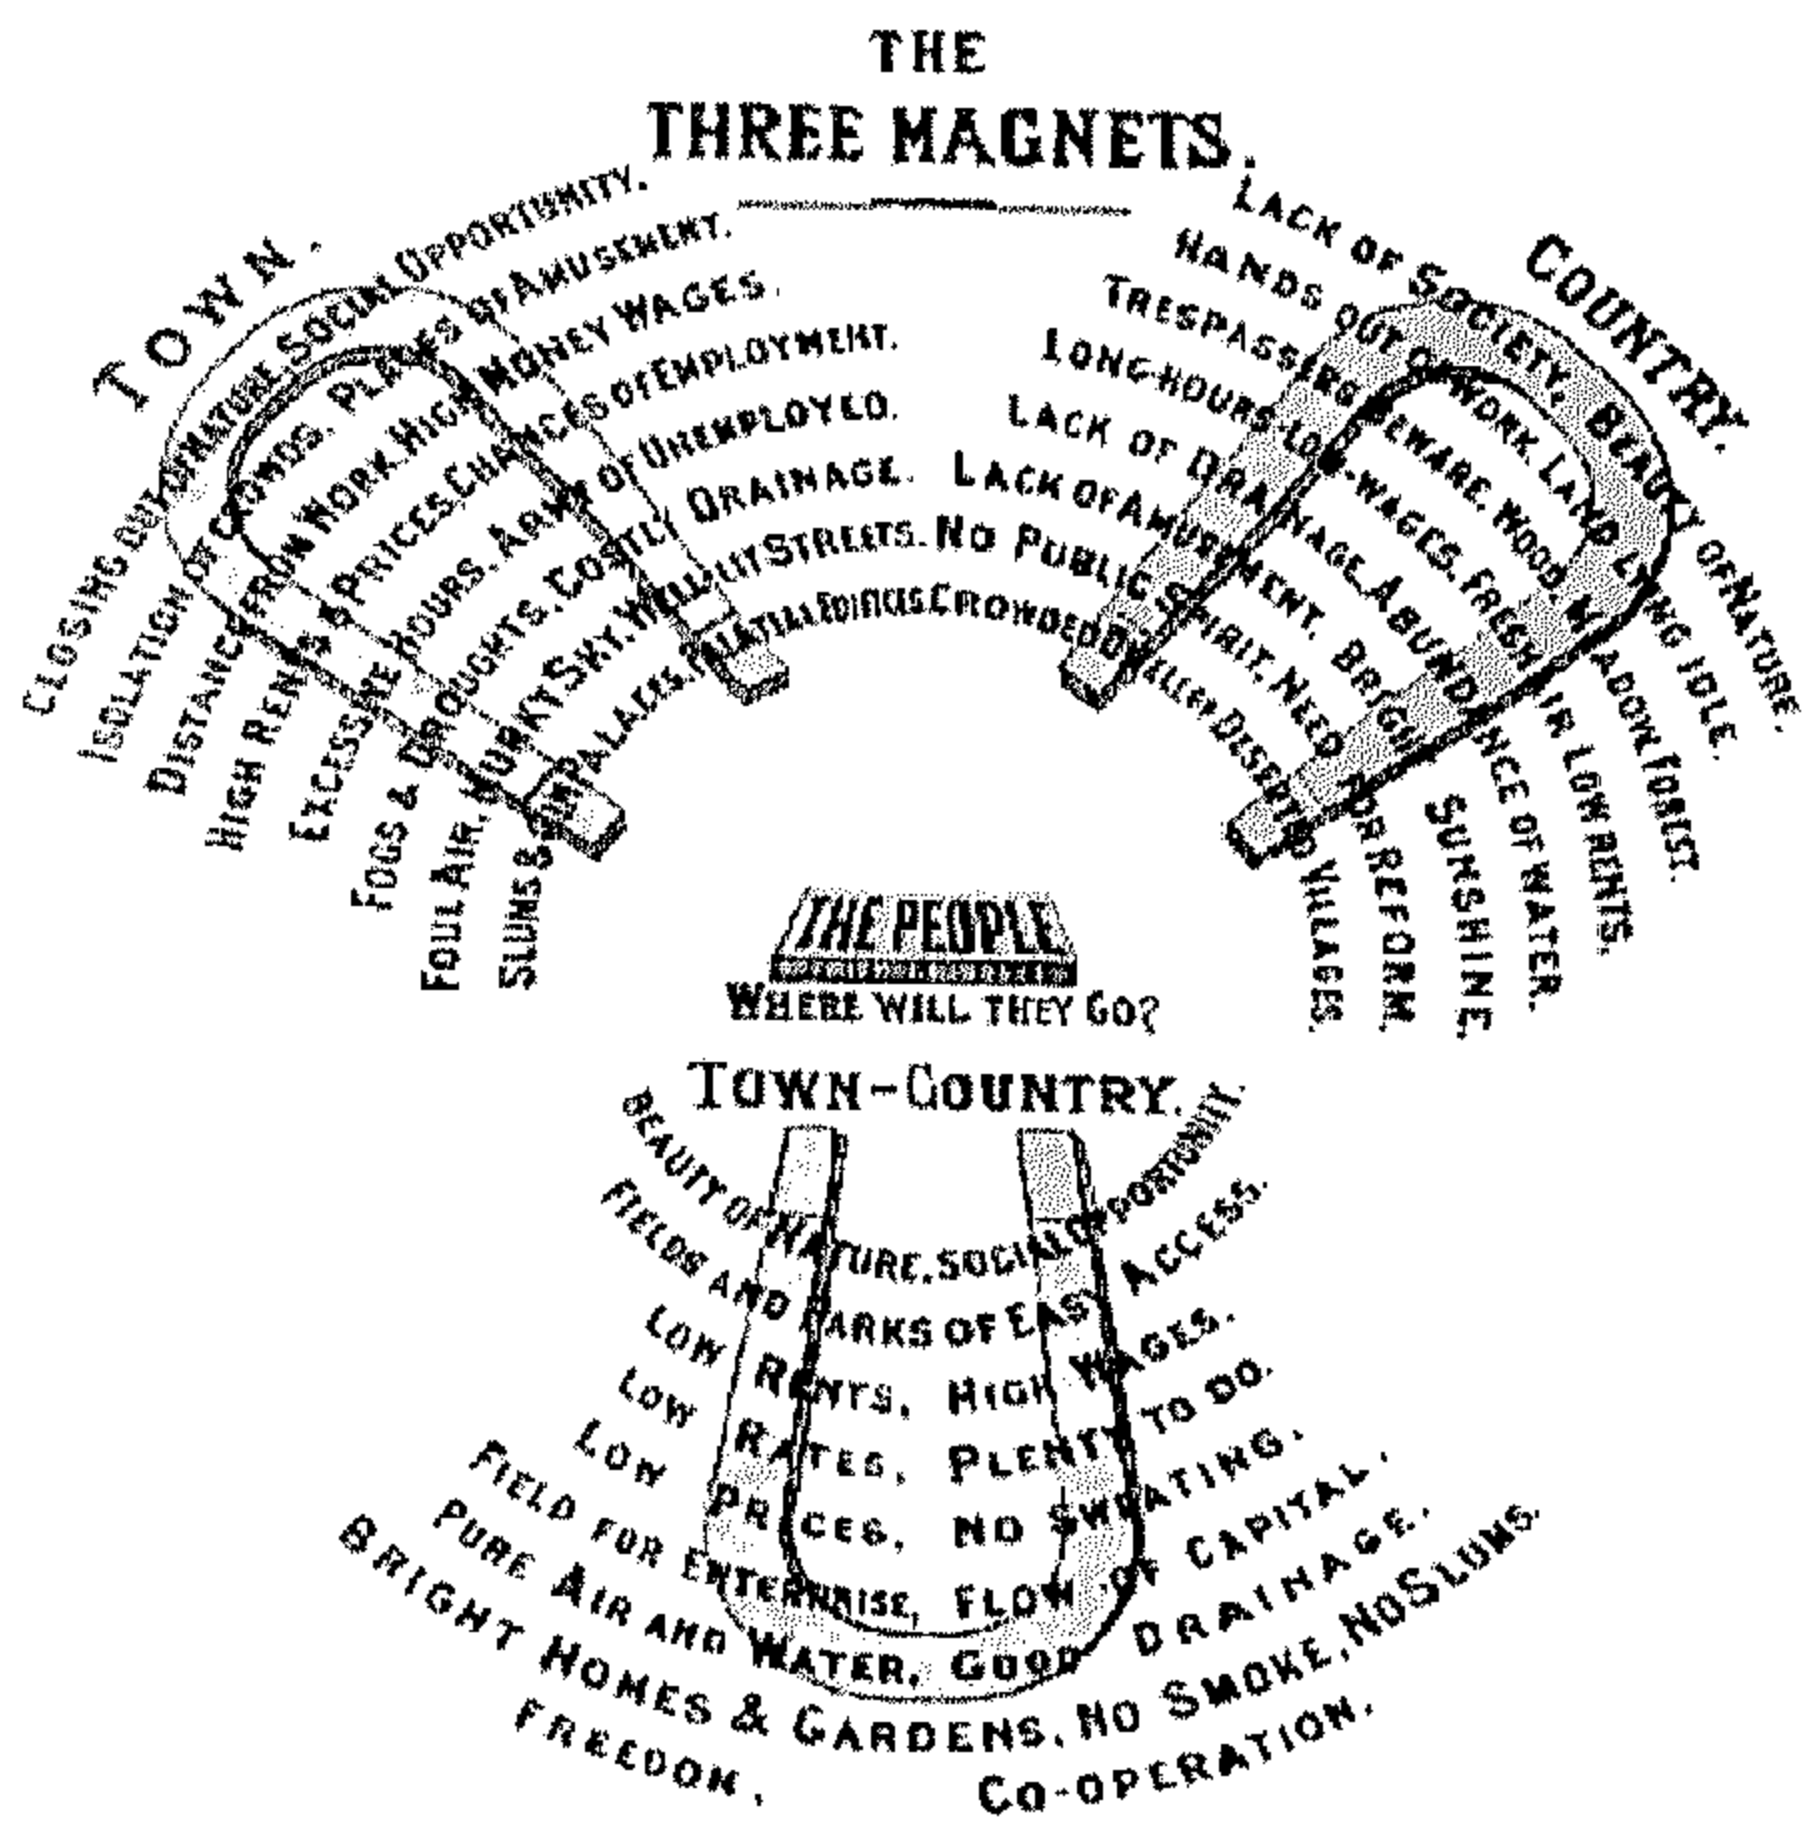 THE
THREE MAGNETS.
TOWN.
CLOSING OUT OF NATURE. SOCIAL OPPORTUNITY.
ISOLATION OF CROWDS. PLACES OF AMUSEMENT.
DISTANCE FROM WORK. HIGH MONEY WAGES.
HIGH RENTS & PRICES. CHANCES OF EMPLOYMENT.
EXCESSIVE HOURS. ARMY OF UNEMPLOYED.
FOGS & DROUGHTS. COSTLY DRAINAGE.
FOUL AIR. MURKY SKY. WELL-LIT STREETS.
SLUMS & GIN PALACES. PALATIAL EDIFICES.
COUNTRY.
LACK OF SOCIETY. BEAUTY OF NATURE.
HANDS OUT OF WORK. LAND LYING IDLE.
TRESPASSERS BEWARE. WOOD, MEADOW, FOREST.
LONG HOURS-LOW-WAGES. FRESH AIR LOW RENTS.
LACK OF DRAINAGE. ABUNDANCE OF WATER.
LACK OF AMUSEMENT. BRIGHT SUNSHINE.
NO PUBLIC SPIRIT. NEED FOR REFORM.
CROWDED DWELLINGS DESERTED VILLAGES.
THE PEOPLE
WHERE WILL THEY GO?
TOWN-COUNTRY.
BEAUTY OF NATURE. SOCIAL OPPORTUNITY.
FIELDS AND PARKS OF EASY ACCESS.
LOW RENTS, HIGH WAGES.
LOW RATES, PLENTY TO DO.
LOW PRICES, NO SWEATING.
FIELD FOR ENTERPRISE, FLOW OF CAPITAL.
PURE AIR AND WATER, GOOD DRAINAGE.
BRIGHT HOMES & GARDENS, NO SMOKE, NO SLUMS.
FREEDOM. CO-OPERATION.